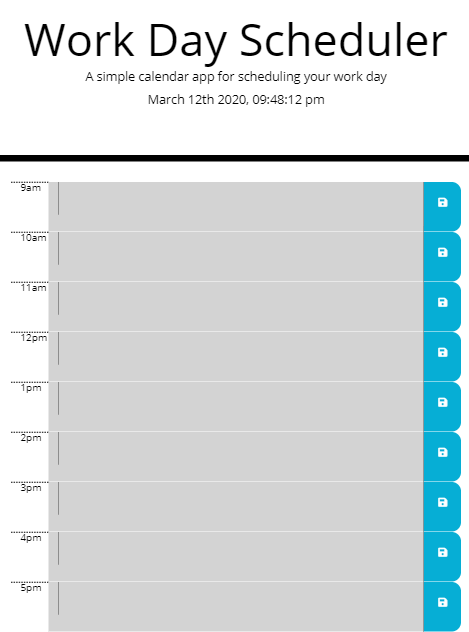 Work Day Scheduler
A simple calendar app for scheduling your work day
March 12th 2020, 09:48:12 pm
9am
10am
11am
12pm
1pm
2pm
3pm
4pm
5pm